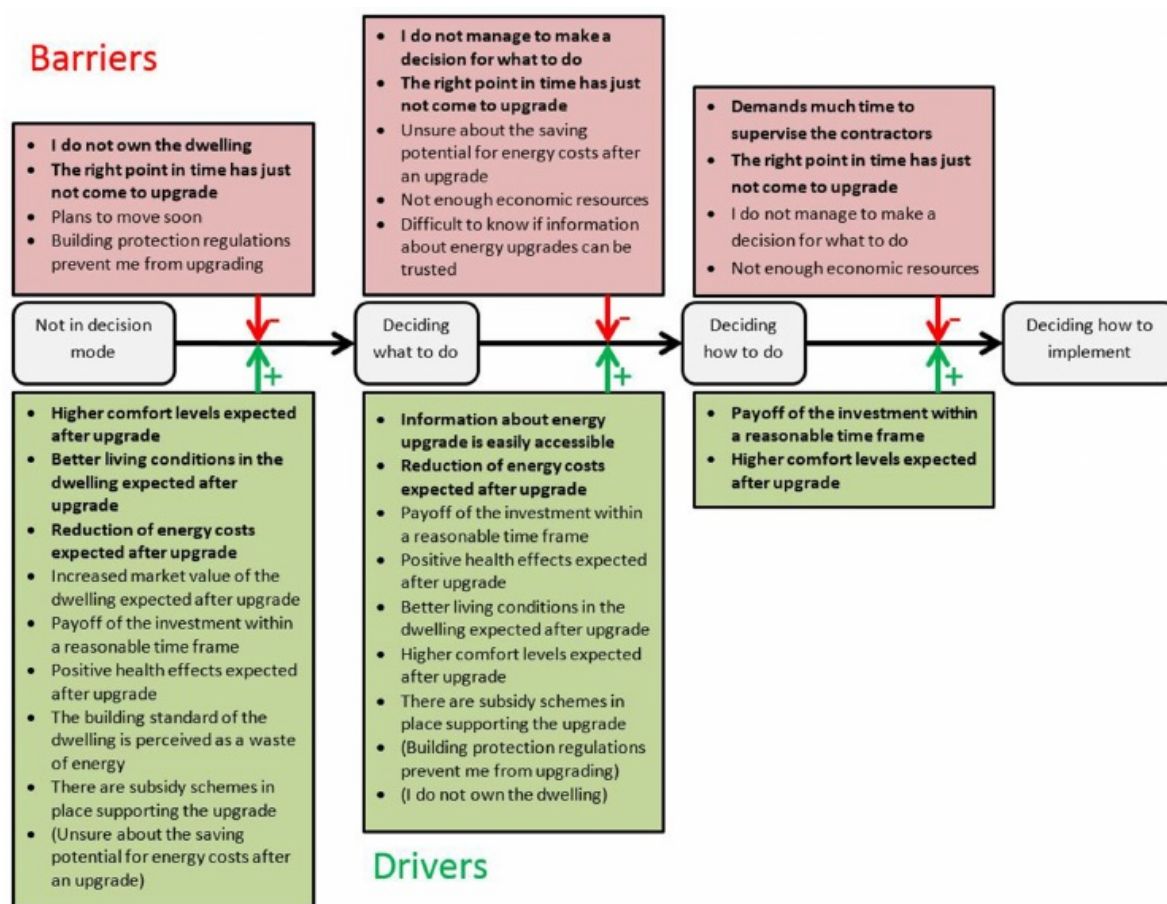 Barriers
• I do not own the dwelling
• The right point in time has just
not come to upgrade
• Plans to move soon
• Building protection regulations
prevent me from upgrading
• I do not manage to make a
decision for what to do
• The right point in time has just
not come to upgrade
• Unsure about the saving
potential for energy costs after
an upgrade
• Not enough economic resources
• Difficult to know if information
about energy upgrades can be
trusted
• Demands much time to
supervise the contractors
• The right point in time has just
not come to upgrade
• I do not manage to make a
decision for what to do
• Not enough economic resources
Not in decision
mode
-
+
Deciding
what to do
-
+
Deciding
how to do
-
+
Deciding how to
implement
• Higher comfort levels expected
after upgrade
• Better living conditions in the
dwelling expected after
upgrade
• Reduction of energy costs
expected after upgrade
• Increased market value of the
dwelling expected after upgrade
• Payoff of the investment within
a reasonable time frame
• Positive health effects expected
after upgrade
• The building standard of the
dwelling is perceived as a waste
of energy
• There are subsidy schemes in
place supporting the upgrade
• (Unsure about the saving
potential for energy costs after
an upgrade)
• Information about energy
upgrade is easily accessible
• Reduction of energy costs
expected after upgrade
• Payoff of the investment within
a reasonable time frame
• Positive health effects expected
after upgrade
• Better living conditions in the
dwelling expected after upgrade
• Higher comfort levels expected
after upgrade
• There are subsidy schemes in
place supporting the upgrade
• (Building protection regulations
prevent me from upgrading)
• (I do not own the dwelling)
• Payoff of the investment within
a reasonable time frame
• Higher comfort levels expected
after upgrade
Drivers